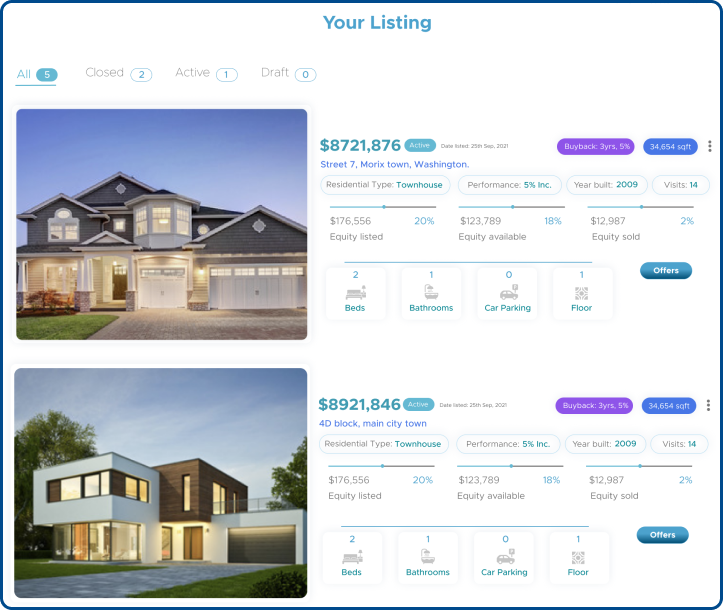 Your Listing
All 5 Closed 2 Active 1 Draft 0
$8721,876 Active Date listed: 25th Sep, 2021 Buyback: 3yrs, 5% 34,654 sqft
Street 7, Morix town, Washington.
Residential Type: Townhouse Performance: 5% Inc. Year built: 2009 Visits: 14
$176,556 20% $123,789 18% $12,987 2%
Equity listed Equity available Equity sold
Offers
2 1 0 1
Beds Bathrooms Car Parking Floor
$8921,846 Active Date listed: 25th Sep, 2021 Buyback: 3yrs, 5% 34,654 sqft
4D block, main city town
Residential Type: Townhouse Performance: 5% Inc. Year built: 2009 Visits: 14
$176,556 20% $123,789 18% $12,987 2%
Equity listed Equity available Equity sold
Offers
2 1 0 1
Beds Bathrooms Car Parking Floor